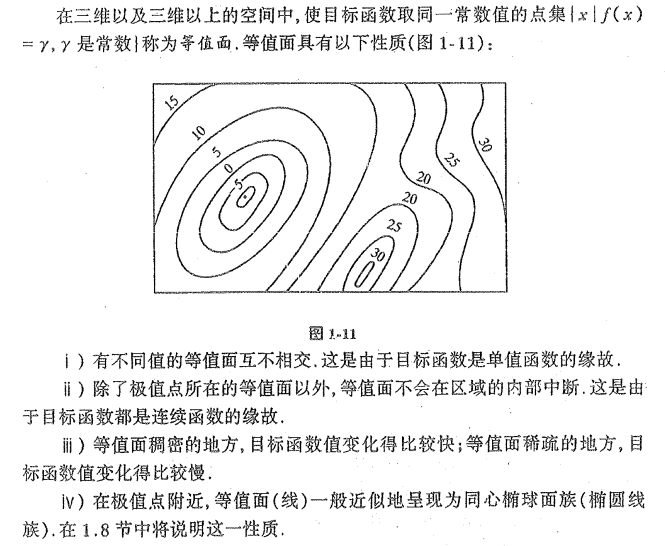 在三维以及三维以上的空间中,使目标函数取同一常数值的点集{x|f(x)
=γ,γ是常数}称为等值面.等值面具有以下性质(图1-11):
15
10
5
0
-5
20
25
30
20
25
30
图1-11
ⅰ)有不同值的等值面互不相交.这是由于目标函数是单值函数的缘故.
ⅱ)除了极值点所在的等值面以外,等值面不会在区域的内部中断.这是由
于目标函数都是连续函数的缘故.
ⅲ)等值面稠密的地方,目标函数值变化得比较快;等值面稀疏的地方,目
标函数值变化得比较慢.
ⅳ)在极值点附近,等值面(线)一般近似地呈现为同心椭球面族(椭圆线
族).在1.8节中将说明这一性质.